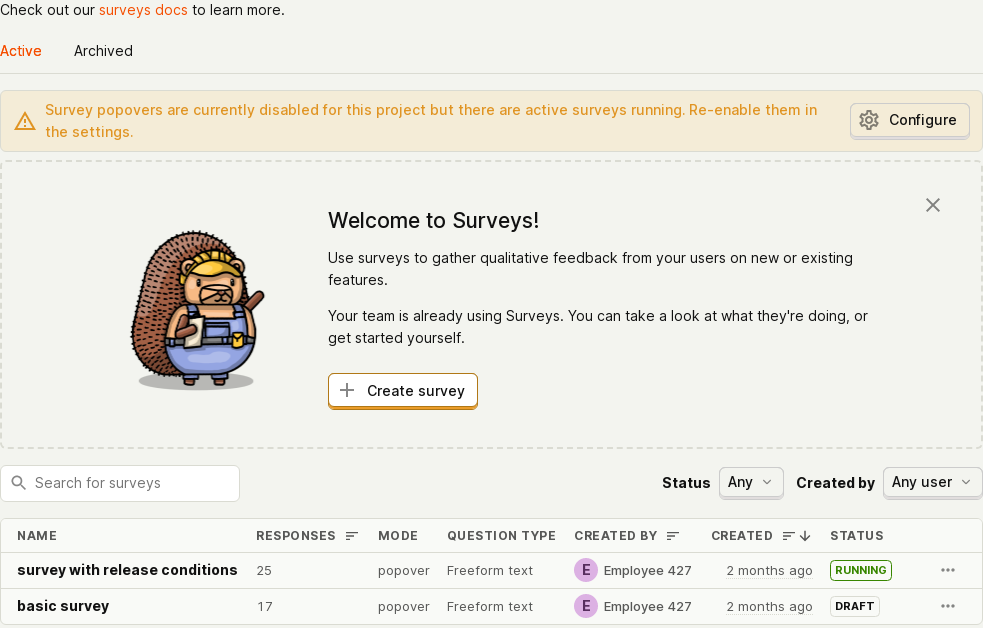 Check out our surveys docs to learn more.
Active Archived
Survey popovers are currently disabled for this project but there are active surveys running. Re-enable them in
the settings.
Configure
Welcome to Surveys!
Use surveys to gather qualitative feedback from your users on new or existing
features.
Your team is already using Surveys. You can take a look at what they're doing, or
get started yourself.
Create survey
Search for surveys Status Any Created by Any user
NAME RESPONSES MODE QUESTION TYPE CREATED BY CREATED STATUS
survey with release conditions 25 popover Freeform text E Employee 427 2 months ago RUNNING
basic survey 17 popover Freeform text E Employee 427 2 months ago DRAFT